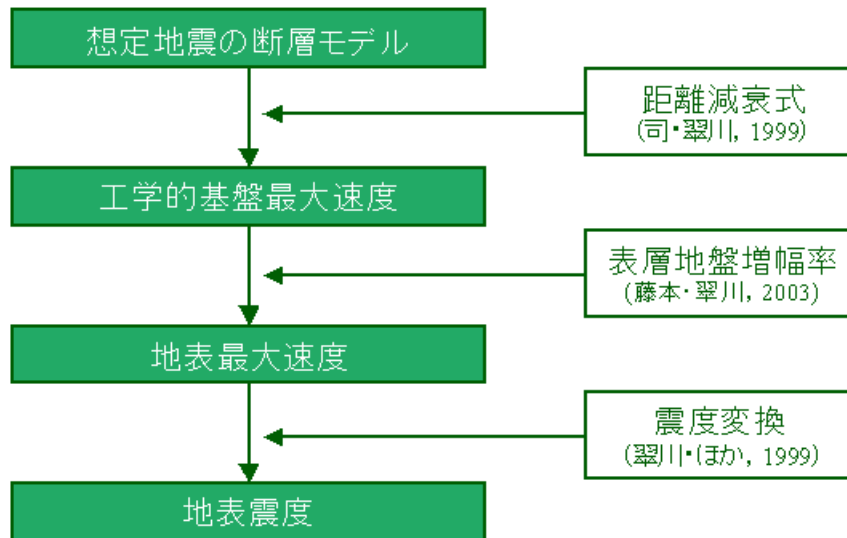 想定地震の断層モデル
距離減衰式
(司・翠川, 1999)
工学的基盤最大速度
表層地盤増幅率
(藤本・翠川, 2003)
地表最大速度
震度変換
(翠川・ほか, 1999)
地表震度